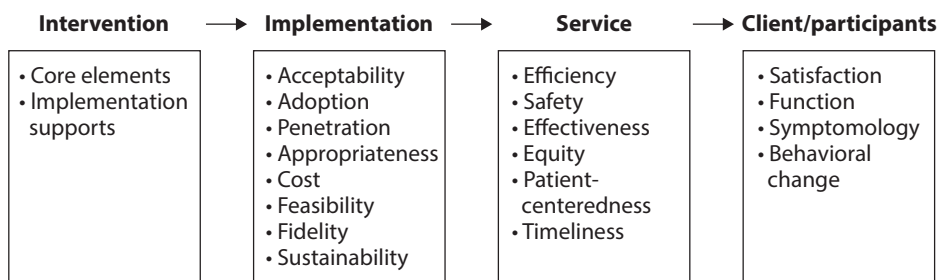 Intervention → Implementation → Service → Client/participants
• Core elements
• Implementation
supports
• Acceptability
• Adoption
• Penetration
• Appropriateness
• Cost
• Feasibility
• Fidelity
• Sustainability
• Efficiency
• Safety
• Effectiveness
• Equity
• Patient-
centeredness
• Timeliness
• Satisfaction
• Function
• Symptomology
• Behavioral
change